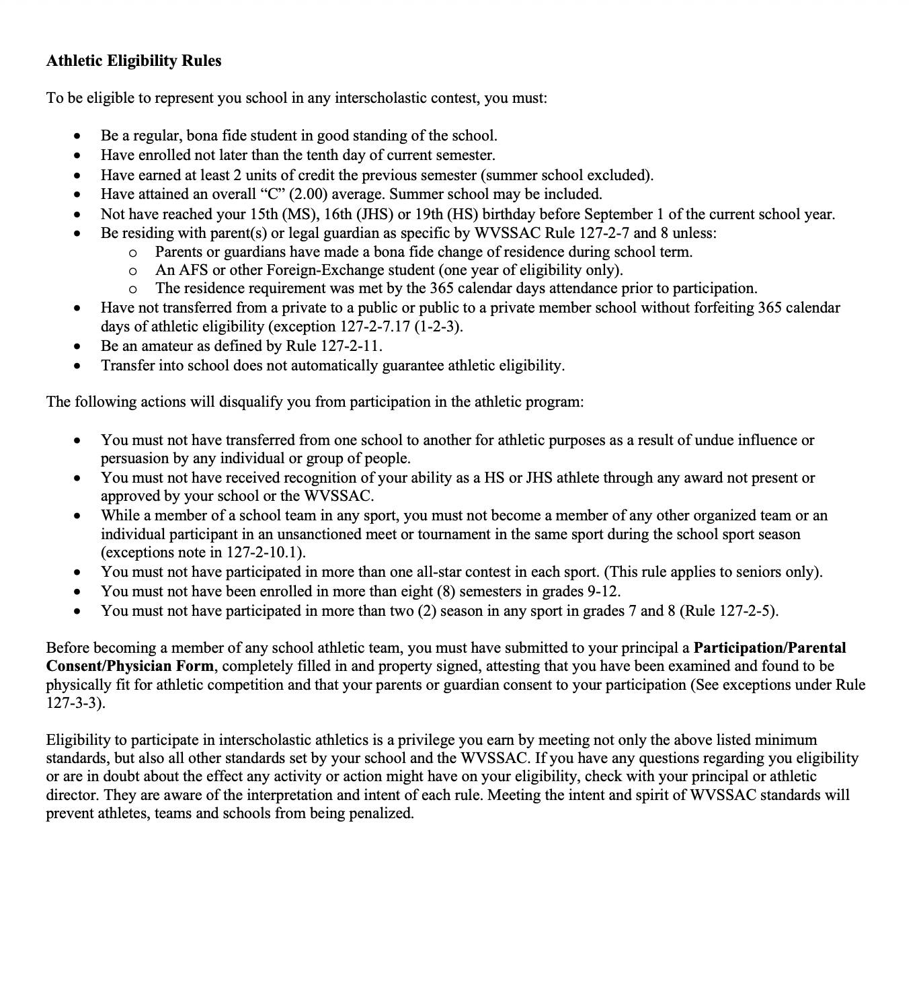 Athletic Eligibility Rules
To be eligible to represent you school in any interscholastic contest, you must:
• Be a regular, bona fide student in good standing of the school.
• Have enrolled not later than the tenth day of current semester.
• Have earned at least 2 units of credit the previous semester (summer school excluded).
• Have attained an overall “C” (2.00) average. Summer school may be included.
• Not have reached your 15th (MS), 16th (JHS) or 19th (HS) birthday before September 1 of the current school year.
• Be residing with parent(s) or legal guardian as specific by WVSSAC Rule 127-2-7 and 8 unless:
o Parents or guardians have made a bona fide change of residence during school term.
o An AFS or other Foreign-Exchange student (one year of eligibility only).
o The residence requirement was met by the 365 calendar days attendance prior to participation.
• Have not transferred from a private to a public or public to a private member school without forfeiting 365 calendar
days of athletic eligibility (exception 127-2-7.17 (1-2-3).
• Be an amateur as defined by Rule 127-2-11.
• Transfer into school does not automatically guarantee athletic eligibility.
The following actions will disqualify you from participation in the athletic program:
• You must not have transferred from one school to another for athletic purposes as a result of undue influence or
persuasion by any individual or group of people.
• You must not have received recognition of your ability as a HS or JHS athlete through any award not present or
approved by your school or the WVSSAC.
• While a member of a school team in any sport, you must not become a member of any other organized team or an
individual participant in an unsanctioned meet or tournament in the same sport during the school sport season
(exceptions note in 127-2-10.1).
• You must not have participated in more than one all-star contest in each sport. (This rule applies to seniors only).
• You must not have been enrolled in more than eight (8) semesters in grades 9-12.
• You must not have participated in more than two (2) season in any sport in grades 7 and 8 (Rule 127-2-5).
Before becoming a member of any school athletic team, you must have submitted to your principal a Participation/Parental
Consent/Physician Form, completely filled in and property signed, attesting that you have been examined and found to be
physically fit for athletic competition and that your parents or guardian consent to your participation (See exceptions under Rule
127-3-3).
Eligibility to participate in interscholastic athletics is a privilege you earn by meeting not only the above listed minimum
standards, but also all other standards set by your school and the WVSSAC. If you have any questions regarding you eligibility
or are in doubt about the effect any activity or action might have on your eligibility, check with your principal or athletic
director. They are aware of the interpretation and intent of each rule. Meeting the intent and spirit of WVSSAC standards will
prevent athletes, teams and schools from being penalized.